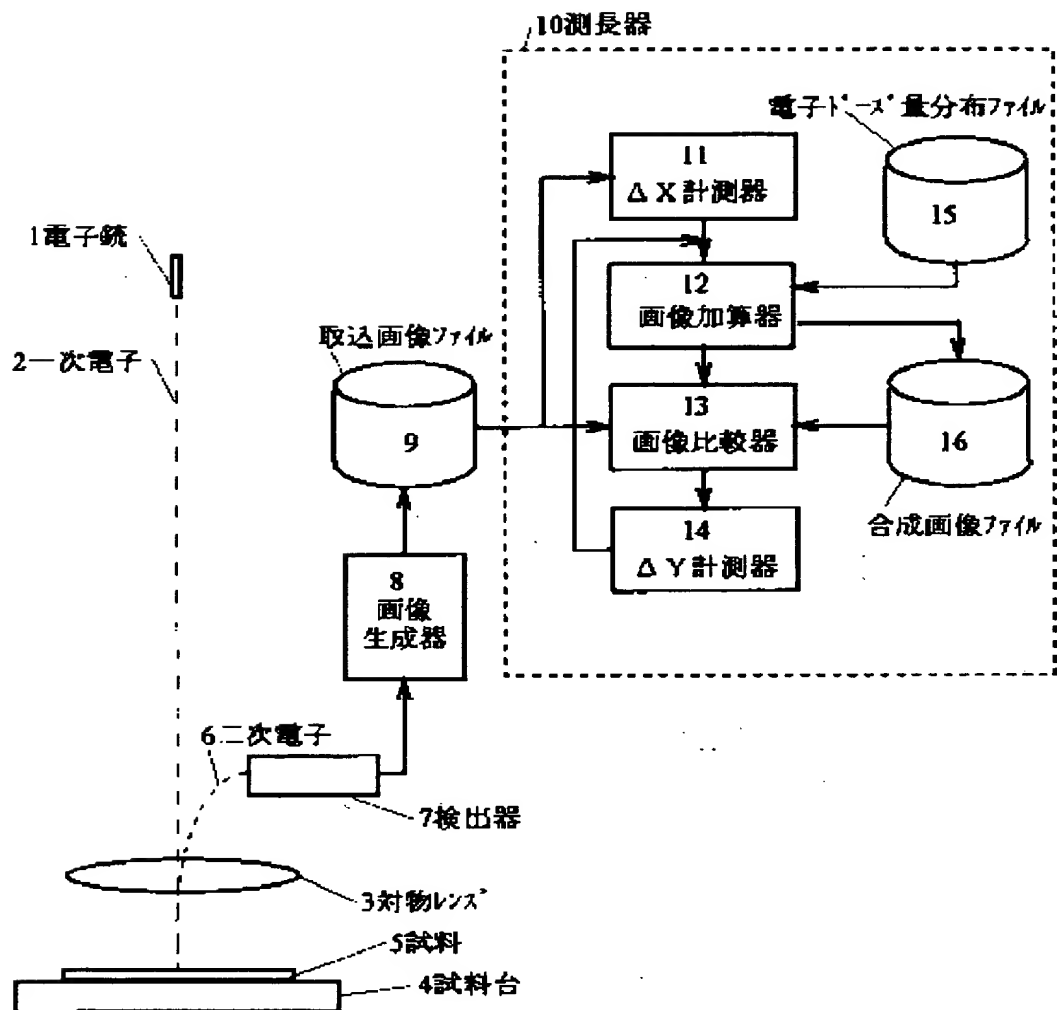 10測長器
電子ドーズ量分布ファイル
11
ΔX計測器
15
1電子銃
12
画像加算器
取込画像ファイル
2一次電子
13
画像比較器
9
16
14
ΔY計測器
合成画像ファイル
8
画像
生成器
6二次電子
7検出器
3対物レンズ
5試料
4試料台